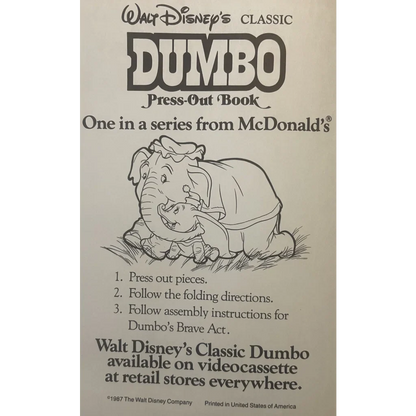 Walt Disney's CLASSIC
DUMBO
Press-Out Book
One in a series from McDonald's®
1. Press out pieces.
2. Follow the folding directions.
3. Follow assembly instructions for
Dumbo's Brave Act.
Walt Disney's Classic Dumbo
available on videocassette
at retail stores everywhere.
©1987 The Walt Disney Company Printed in United States of America